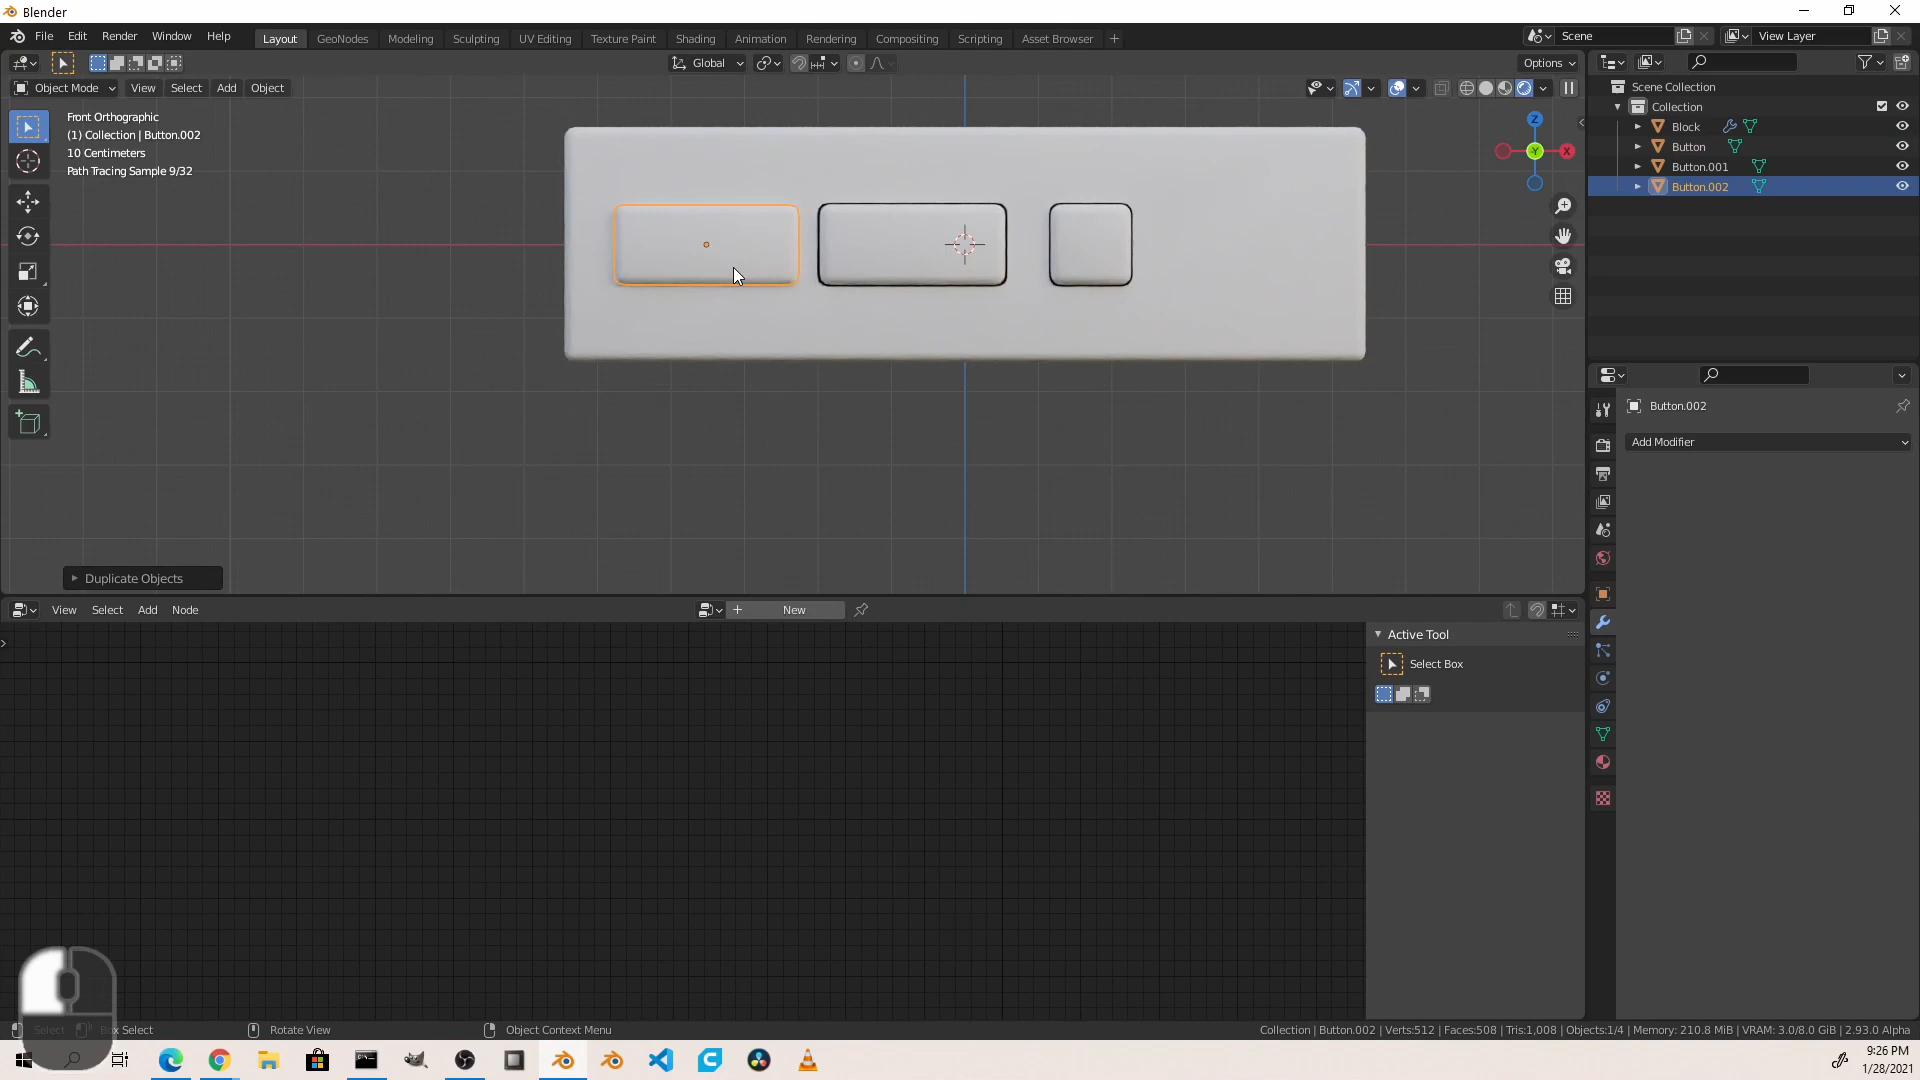 Blender
File Edit Render Window Help
Layout GeoNodes Modeling Sculpting UV Editing Texture Paint Shading Animation Rendering Compositing Scripting Asset Browser +
Scene
View Layer
Global
Options
Object Mode View Select Add Object
Front Orthographic
(1) Collection | Button.002
10 Centimeters
Path Tracing Sample 9/32
Z
Y
X
Scene Collection
Collection
Block
Button
Button.001
Button.002
Button.002
Add Modifier
Duplicate Objects
View Select Add Node
New
Active Tool
Select Box
Select
Box Select
Rotate View
Object Context Menu
Collection | Button.002 | Verts:512 | Faces:508 | Tris:1,008 | Objects:1/4 | Memory: 210.8 MiB | VRAM: 3.0/8.0 GiB | 2.93.0 Alpha
9:26 PM
1/28/2021